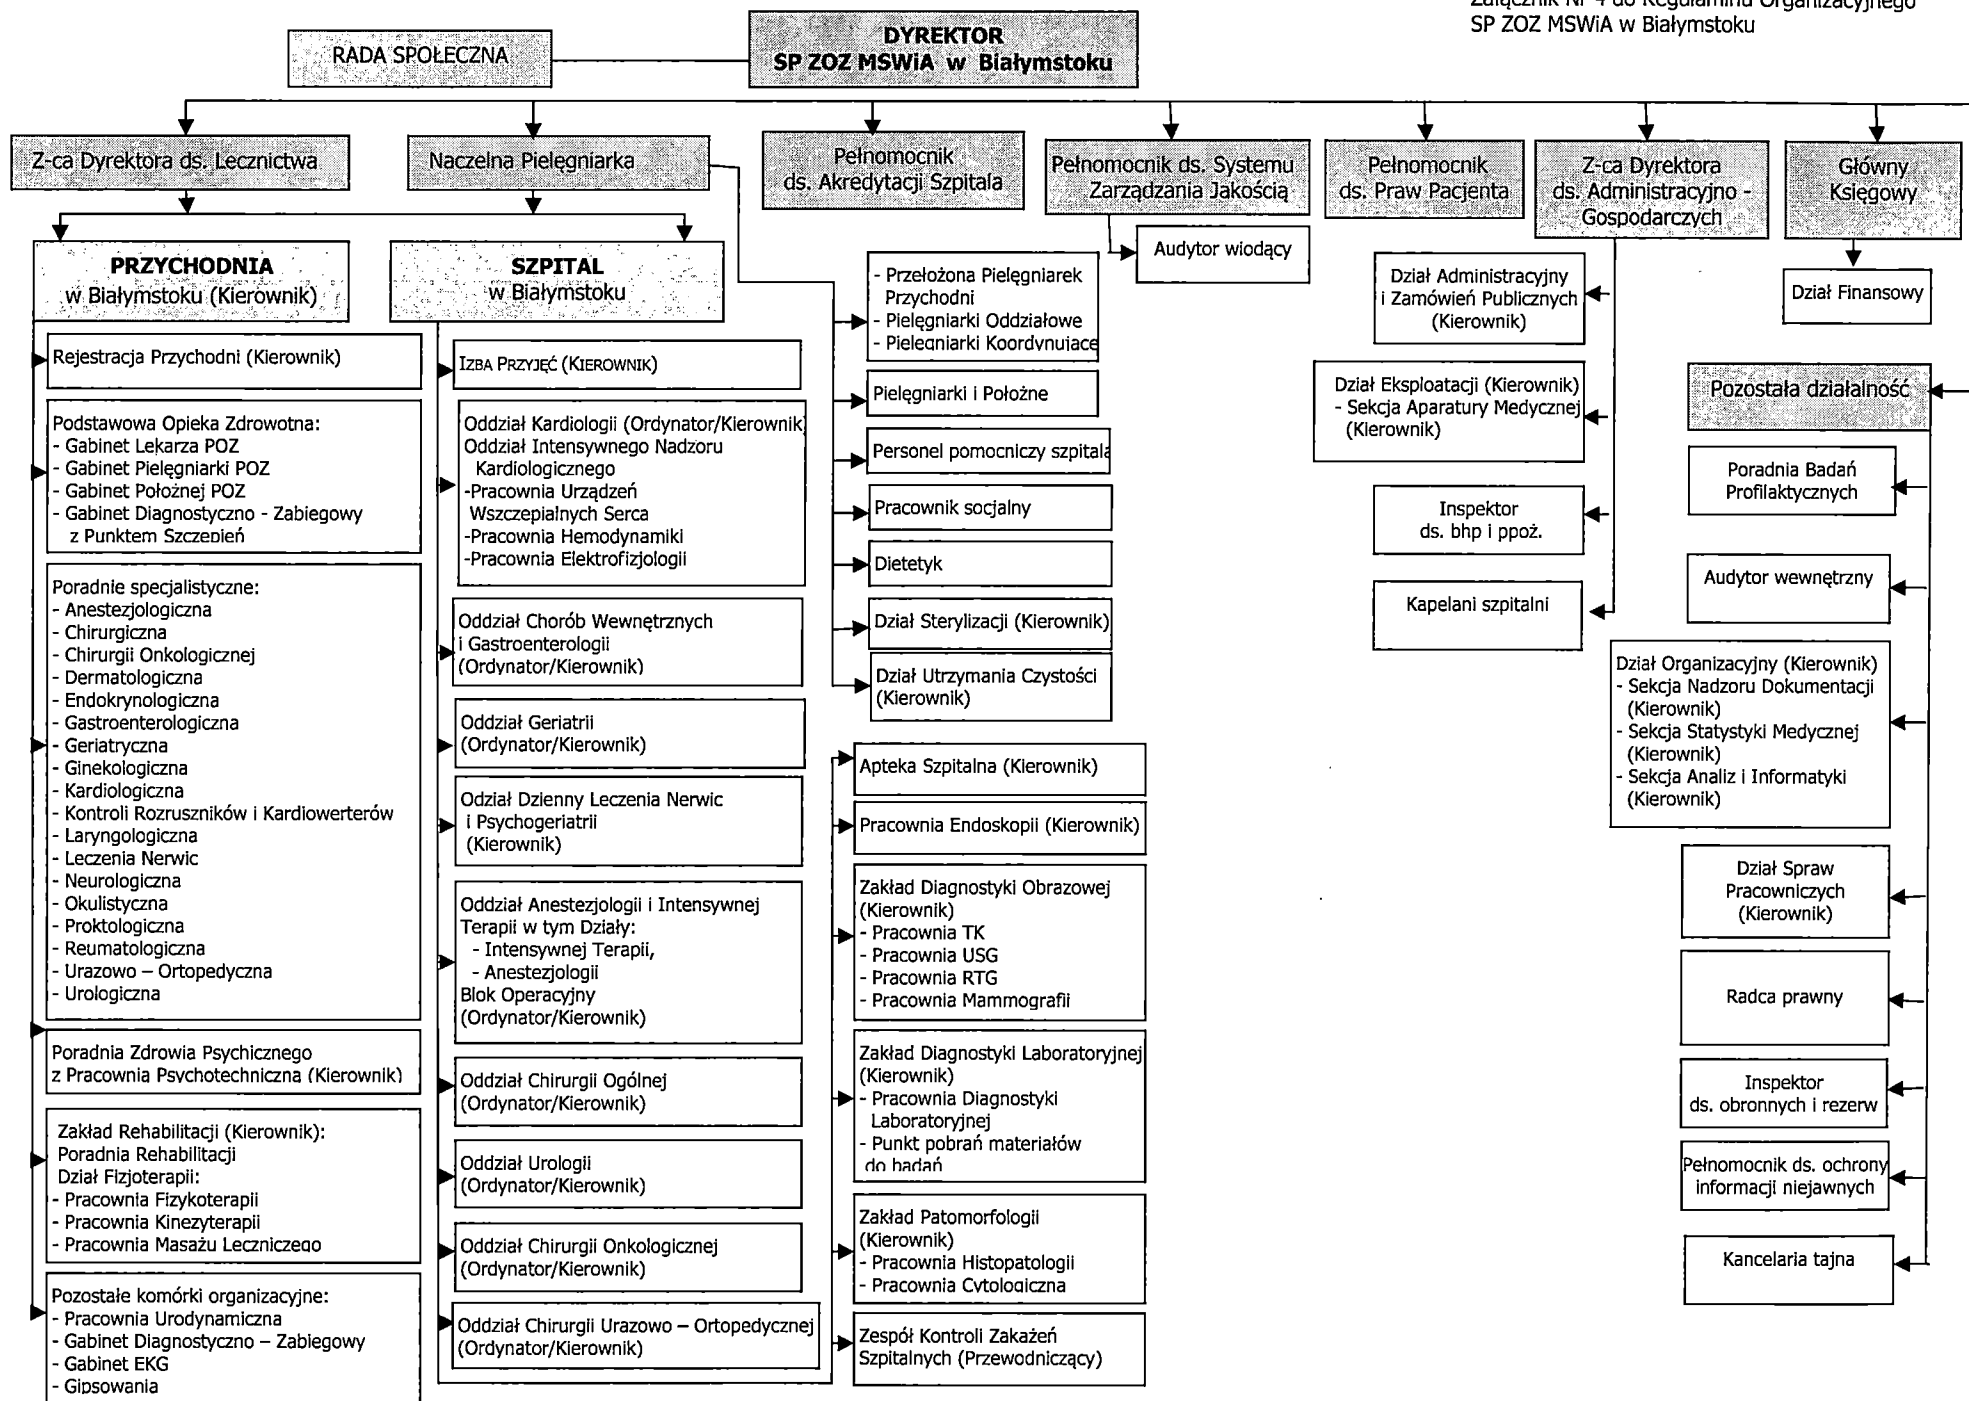 Załącznik Nr 4 do Regulaminu Organizacyjnego
SP ZOZ MSWiA w Białymstoku
RADA SPOŁECZNA
DYREKTOR
SP ZOZ MSWiA w Białymstoku
Z-ca Dyrektora ds. Lecznictwa
Naczelna Pielęgniarka
Pełnomocnik
ds. Akredytacji Szpitala
Pełnomocnik ds. Systemu
Zarządzania Jakością
Pełnomocnik
ds. Praw Pacjenta
Z-ca Dyrektora
ds. Administracyjno -
Gospodarczych
Główny
Księgowy
PRZYCHODNIA
w Białymstoku (Kierownik)
Rejestracja Przychodni (Kierownik)
Podstawowa Opieka Zdrowotna:
- Gabinet Lekarza POZ
- Gabinet Pielęgniarki POZ
- Gabinet Położnej POZ
- Gabinet Diagnostyczno - Zabiegowy
z Punktem Szczepień
Poradnie specjalistyczne:
- Anestezjologiczna
- Chirurgiczna
- Chirurgii Onkologicznej
- Dermatologiczna
- Endokrynologiczna
- Gastroenterologiczna
- Geriatryczna
- Ginekologiczna
- Kardiologiczna
- Kontroli Rozruszników i Kardiowerterów
- Laryngologiczna
- Leczenia Nerwic
- Neurologiczna
- Okulistyczna
- Proktologiczna
- Reumatologiczna
- Urazowo – Ortopedyczna
- Urologiczna
Poradnia Zdrowia Psychicznego
z Pracownia Psychotechniczna (Kierownik)
Zakład Rehabilitacji (Kierownik):
Poradnia Rehabilitacji
Dział Fizjoterapii:
- Pracownia Fizykoterapii
- Pracownia Kinezyterapii
- Pracownia Masażu Leczniczego
Pozostałe komórki organizacyjne:
- Pracownia Urodynamiczna
- Gabinet Diagnostyczno – Zabiegowy
- Gabinet EKG
- Gipsowania
SZPITAL
w Białymstoku
IZBA PRZYJĘĆ (KIEROWNIK)
Oddział Kardiologii (Ordynator/Kierownik)
Oddział Intensywnego Nadzoru
Kardiologicznego
-Pracownia Urządzeń
Wszczepialnych Serca
-Pracownia Hemodynamiki
-Pracownia Elektrofizjologii
Oddział Chorób Wewnętrznych
i Gastroenterologii
(Ordynator/Kierownik)
Oddział Geriatrii
(Ordynator/Kierownik)
Odział Dzienny Leczenia Nerwic
i Psychogeriatrii
(Kierownik)
Oddział Anestezjologii i Intensywnej
Terapii w tym Działy:
- Intensywnej Terapii,
- Anestezjologii
Blok Operacyjny
(Ordynator/Kierownik)
Oddział Chirurgii Ogólnej
(Ordynator/Kierownik)
Oddział Urologii
(Ordynator/Kierownik)
Oddział Chirurgii Onkologicznej
(Ordynator/Kierownik)
Oddział Chirurgii Urazowo – Ortopedycznej
(Ordynator/Kierownik)
- Przełożona Pielęgniarek
Przychodni
- Pielęgniarki Oddziałowe
- Pielęgniarki Koordynujące
Pielęgniarki i Położne
Personel pomocniczy szpitala
Pracownik socjalny
Dietetyk
Dział Sterylizacji (Kierownik)
Dział Utrzymania Czystości
(Kierownik)
Apteka Szpitalna (Kierownik)
Pracownia Endoskopii (Kierownik)
Zakład Diagnostyki Obrazowej
(Kierownik)
- Pracownia TK
- Pracownia USG
- Pracownia RTG
- Pracownia Mammografii
Zakład Diagnostyki Laboratoryjnej
(Kierownik)
- Pracownia Diagnostyki
Laboratoryjnej
- Punkt pobrań materiałów
do badań
Zakład Patomorfologii
(Kierownik)
- Pracownia Histopatologii
- Pracownia Cytologiczna
Zespół Kontroli Zakażeń
Szpitalnych (Przewodniczący)
Audytor wiodący
Dział Administracyjny
i Zamówień Publicznych
(Kierownik)
Dział Eksploatacji (Kierownik)
- Sekcja Aparatury Medycznej
(Kierownik)
Inspektor
ds. bhp i ppoż.
Kapelani szpitalni
Dział Finansowy
Pozostała działalność
Poradnia Badań
Profilaktycznych
Audytor wewnętrzny
Dział Organizacyjny (Kierownik)
- Sekcja Nadzoru Dokumentacji
(Kierownik)
- Sekcja Statystyki Medycznej
(Kierownik)
- Sekcja Analiz i Informatyki
(Kierownik)
Dział Spraw
Pracowniczych
(Kierownik)
Radca prawny
Inspektor
ds. obronnych i rezerw
Pełnomocnik ds. ochrony
informacji niejawnych
Kancelaria tajna